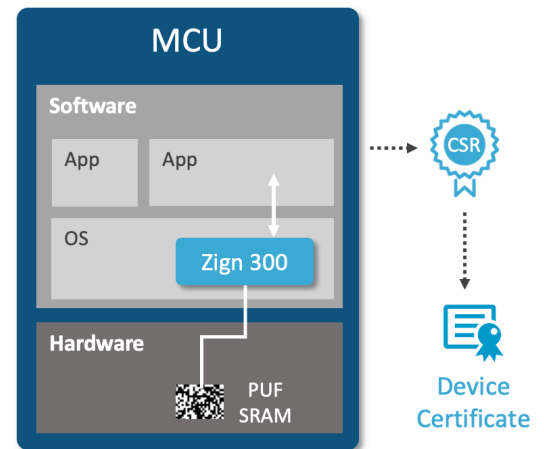 MCU
Software
App
App
OS
Zign 300
Hardware
PUF
SRAM
CSR
Device
Certificate